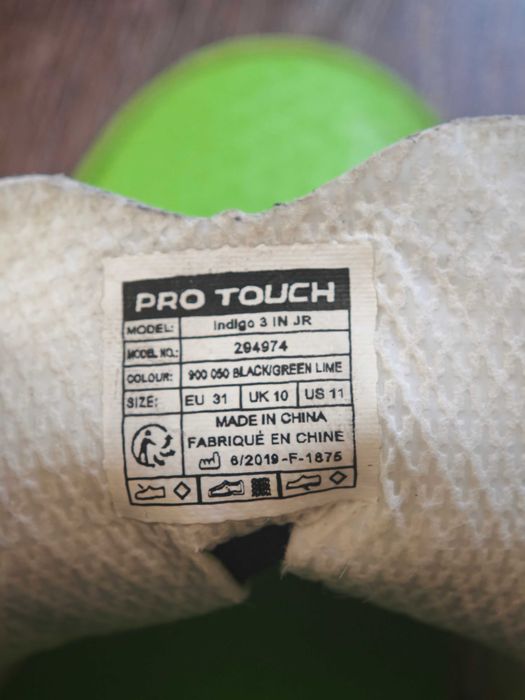 PRO TOUCH
MODEL: Indigo 3 IN JR
MODEL NO.: 294974
COLOUR: 900 050 BLACK/GREEN LIME
SIZE: EU 31 UK 10 US 11
MADE IN CHINA
FABRIQUÉ EN CHINE
6/2019-F-1875